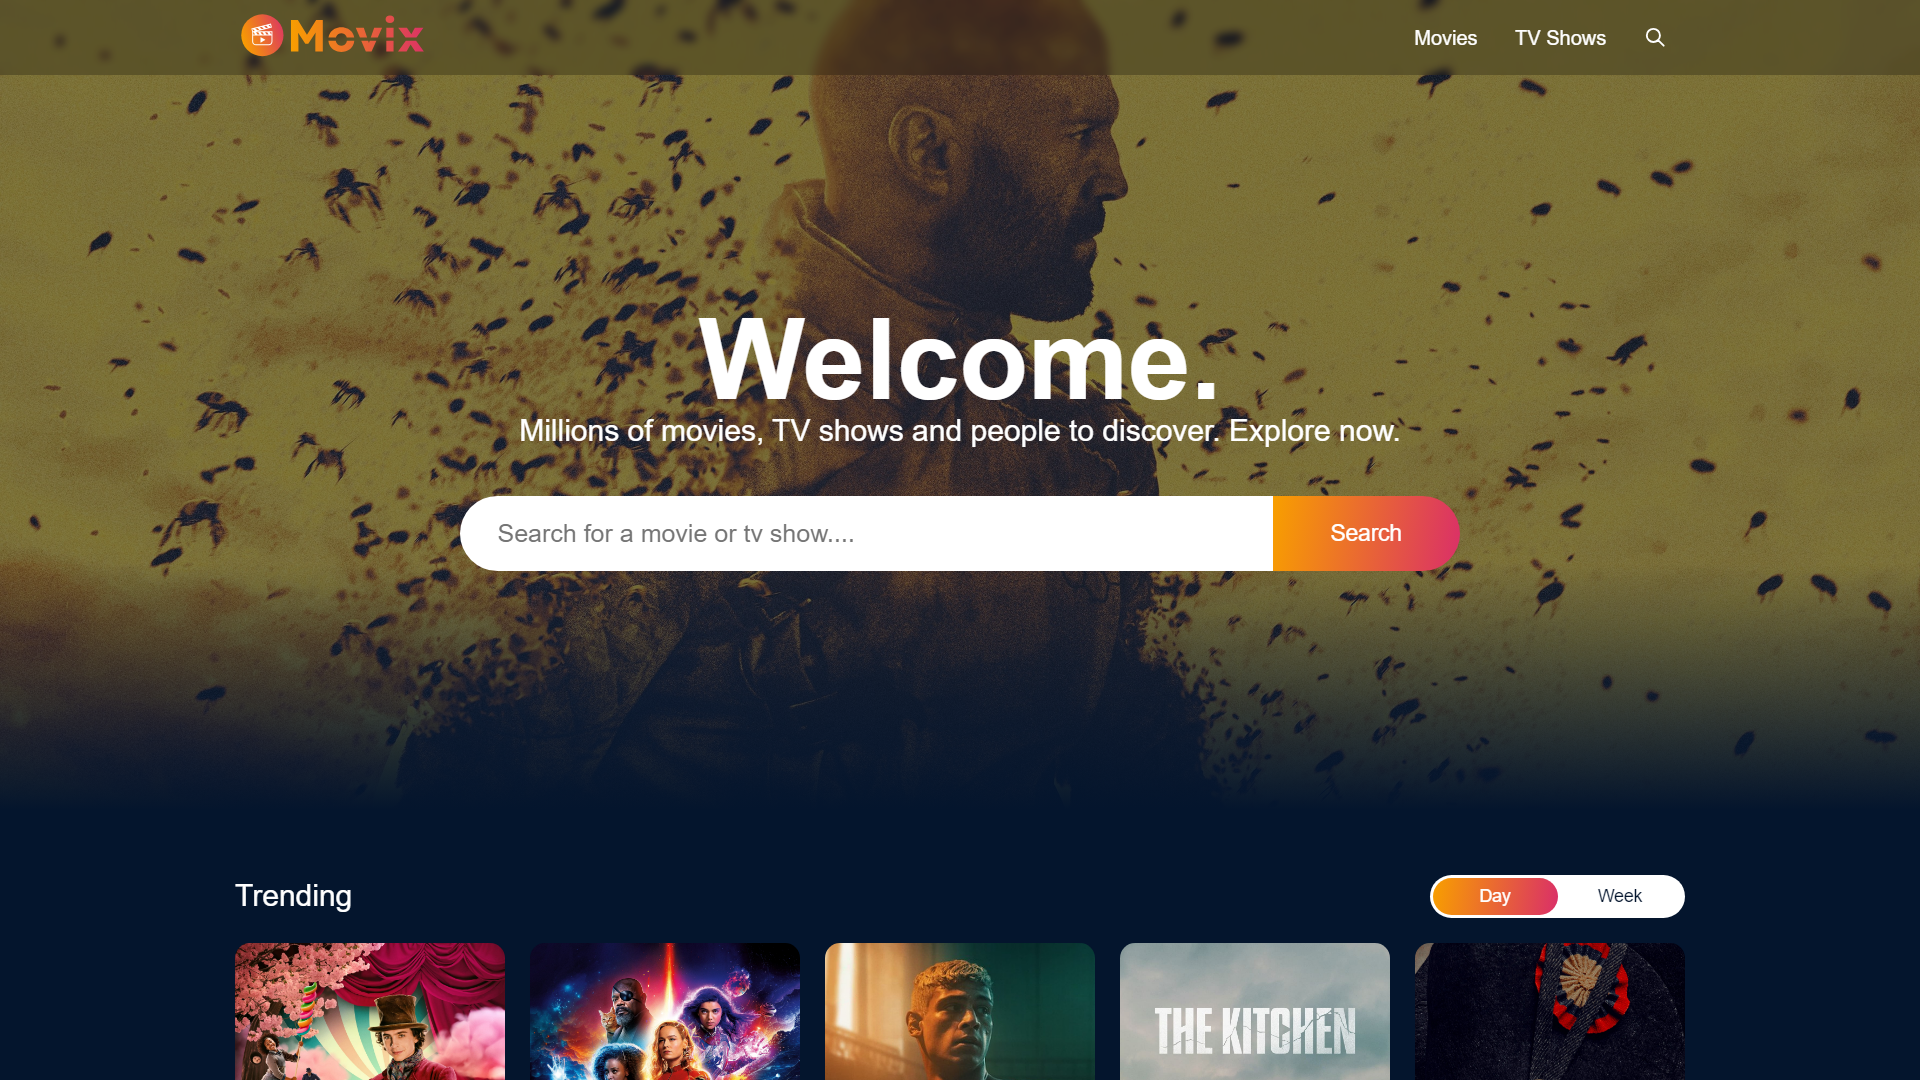 Movix
Movies
TV Shows
Welcome.
Millions of movies, TV shows and people to discover. Explore now.
Search for a movie or tv show....
Search
Trending
Day
Week
THE KITCHEN